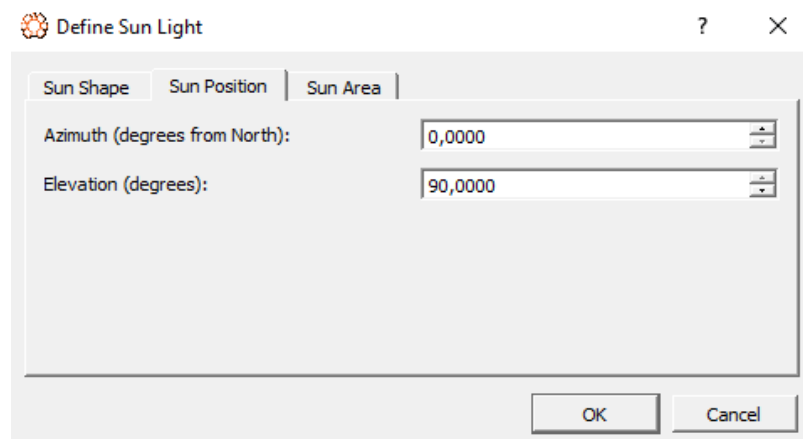 Define Sun Light ?
Sun Shape Sun Position Sun Area
Azimuth (degrees from North): 0,0000
Elevation (degrees): 90,0000
OK Cancel